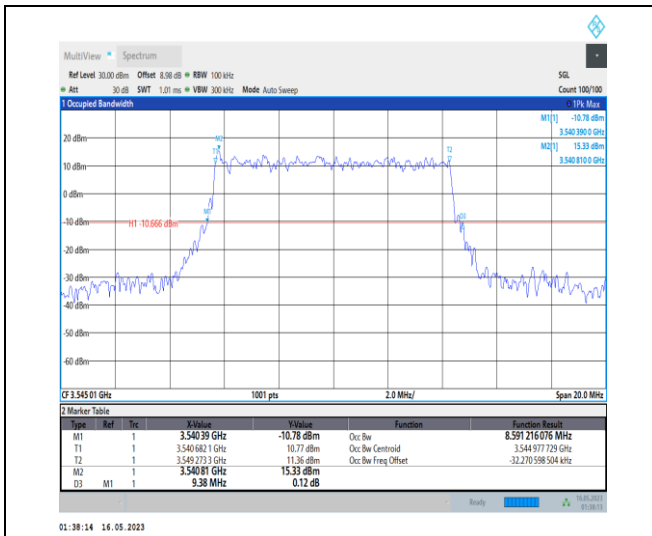 MultiView Spectrum
Ref Level 30.00 dBm Offset 8.98 dB RBW 100 kHz SGL
Att 30 dB SWT 1.01 ms VBW 300 kHz Mode Auto Sweep Count 100/100
1 Occupied Bandwidth 1Pk Max
M1[1] -10.78 dBm
3.540 390 0 GHz
M2[1] 15.33 dBm
3.540 810 0 GHz
20 dBm
M2
T1
T2
10 dBm
0 dBm
M1
D3
-10 dBm
H1 -10.666 dBm
-20 dBm
-30 dBm
-40 dBm
-50 dBm
-60 dBm
CF 3.545 01 GHz 1001 pts 2.0 MHz/ Span 20.0 MHz
2 Marker Table
Type Ref Trc X-Value Y-Value Function Function Result
M1 1 3.540 39 GHz -10.78 dBm Occ Bw 8.591 216 076 MHz
T1 1 3.540 682 1 GHz 10.77 dBm Occ Bw Centroid 3.544 977 729 GHz
T2 1 3.549 273 3 GHz 11.36 dBm Occ Bw Freq Offset -32.270 598 504 kHz
M2 1 3.540 81 GHz 15.33 dBm
D3 M1 1 9.38 MHz 0.12 dB
Ready 16.05.2023
01:38:13
01:38:14 16.05.2023